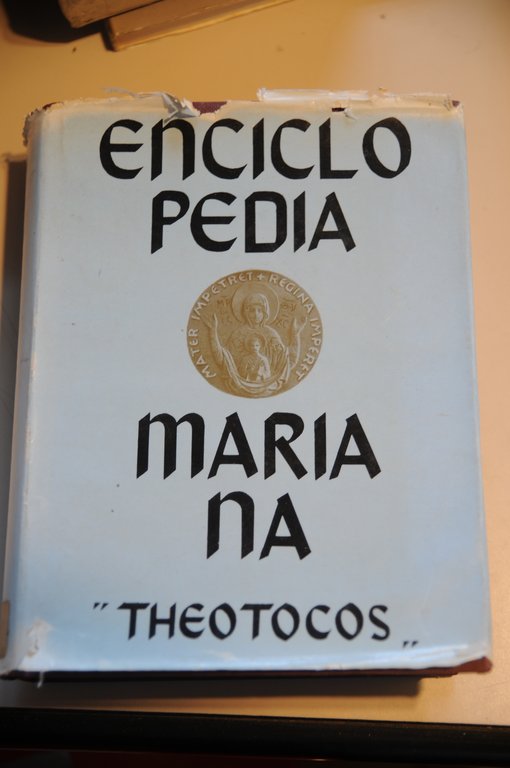 ENCICLO
PEDIA
MATER IMPETRET + REGINA IMPERET
MARIA
NA
"THEOTOCOS"